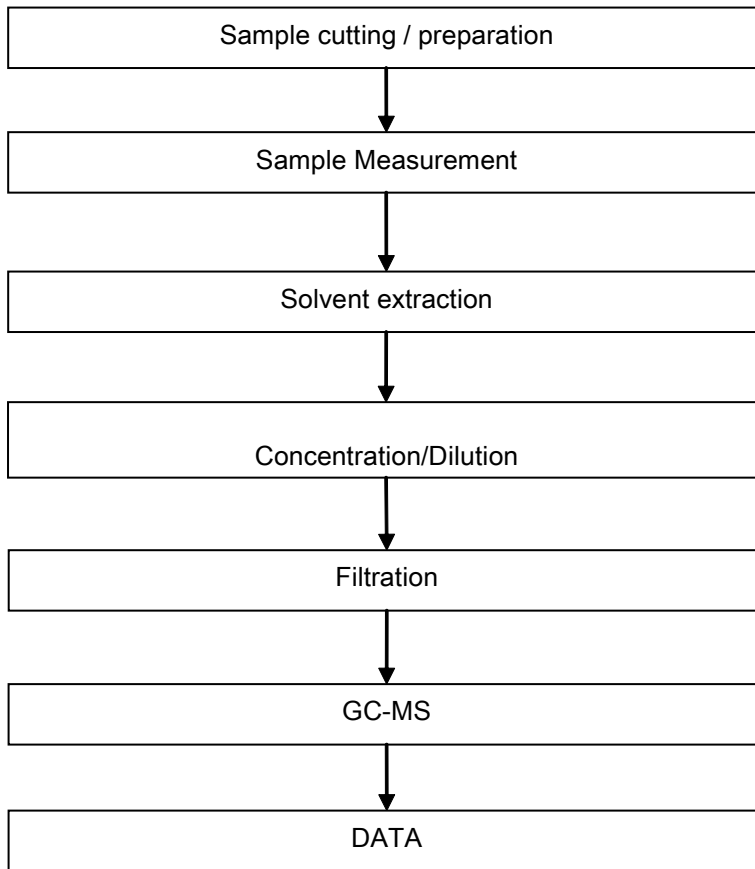 Sample cutting / preparation
Sample Measurement
Solvent extraction
Concentration/Dilution
Filtration
GC-MS
DATA